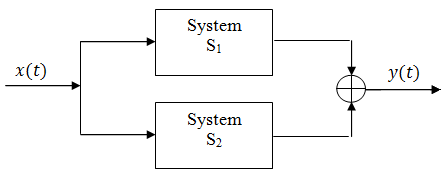 System
S₁
x(t)
y(t)
System
S₂